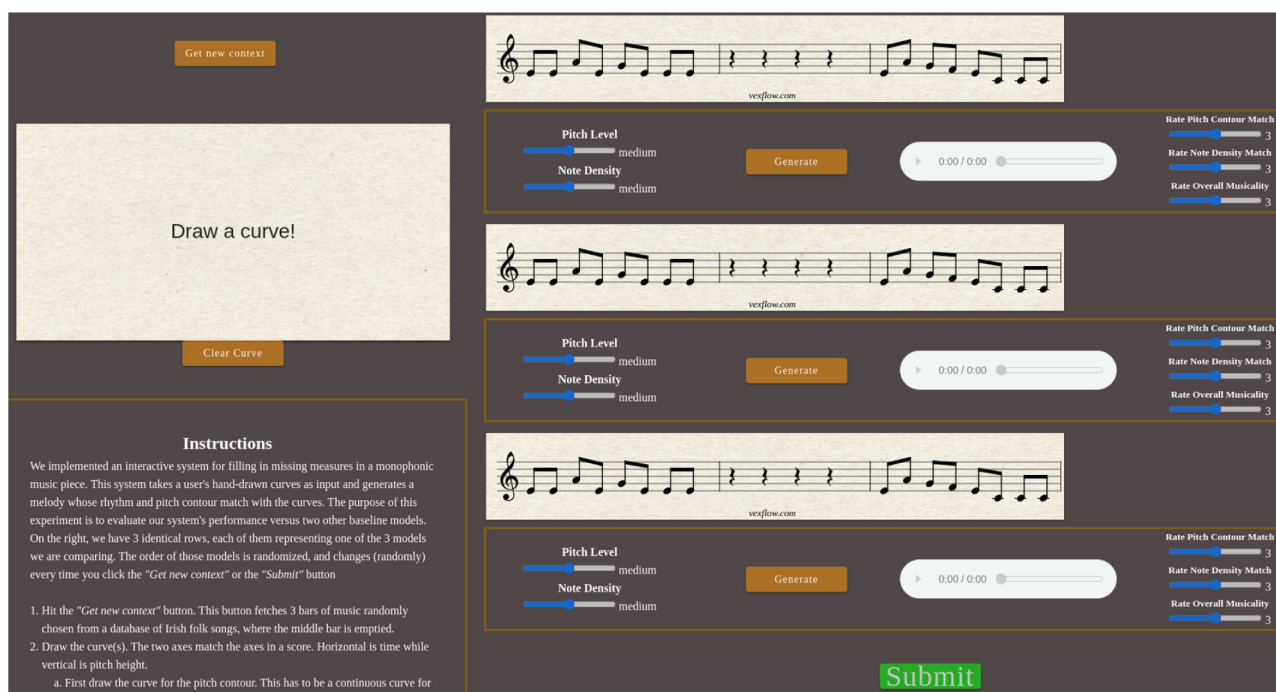 Get new context
Draw a curve!
Clear Curve
Instructions
We implemented an interactive system for filling in missing measures in a monophonic
music piece. This system takes a user's hand-drawn curves as input and generates a
melody whose rhythm and pitch contour match with the curves. The purpose of this
experiment is to evaluate our system's performance versus two other baseline models.
On the right, we have 3 identical rows, each of them representing one of the 3 models
we are comparing. The order of those models is randomized, and changes (randomly)
every time you click the "Get new context" or the "Submit" button
1. Hit the "Get new context" button. This button fetches 3 bars of music randomly
chosen from a database of Irish folk songs, where the middle bar is emptied.
2. Draw the curve(s). The two axes match the axes in a score. Horizontal is time while
vertical is pitch height.
a. First draw the curve for the pitch contour. This has to be a continuous curve for
vexflow.com
Pitch Level
medium
Note Density
medium
Generate
0:00 / 0:00
Rate Pitch Contour Match
3
Rate Note Density Match
3
Rate Overall Musicality
3
vexflow.com
Pitch Level
medium
Note Density
medium
Generate
0:00 / 0:00
Rate Pitch Contour Match
3
Rate Note Density Match
3
Rate Overall Musicality
3
vexflow.com
Pitch Level
medium
Note Density
medium
Generate
0:00 / 0:00
Rate Pitch Contour Match
3
Rate Note Density Match
3
Rate Overall Musicality
3
Submit